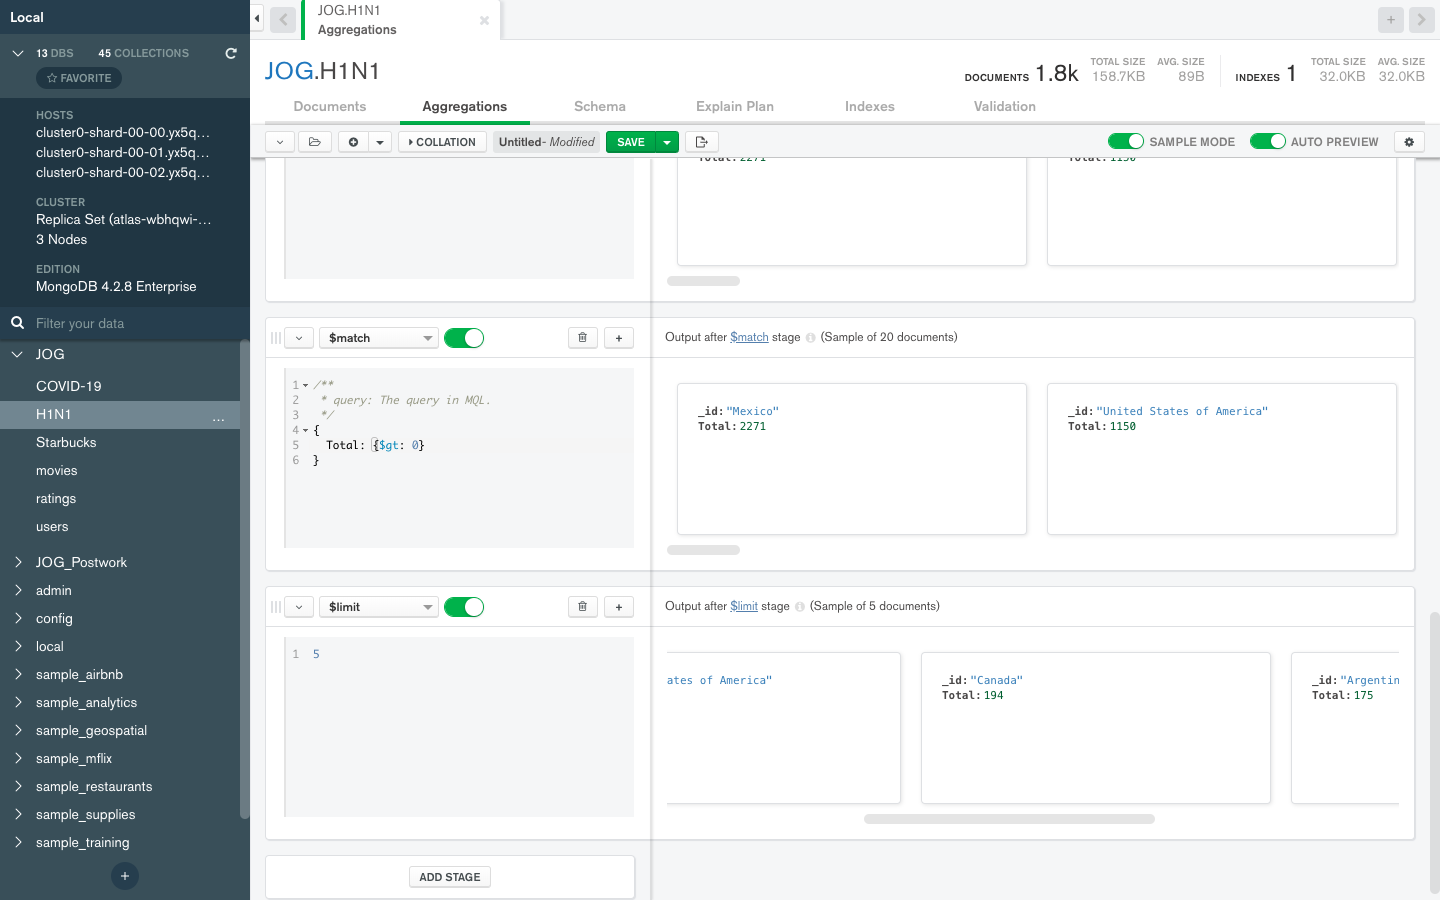 Local
13 DBS 45 COLLECTIONS
FAVORITE
HOSTS
cluster0-shard-00-00.yx5q...
cluster0-shard-00-01.yx5q...
cluster0-shard-00-02.yx5q...
CLUSTER
Replica Set (atlas-wbhqwi-...
3 Nodes
EDITION
MongoDB 4.2.8 Enterprise
Filter your data
JOG
COVID-19
H1N1 ...
Starbucks
movies
ratings
users
JOG_Postwork
admin
config
local
sample_airbnb
sample_analytics
sample_geospatial
sample_mflix
sample_restaurants
sample_supplies
sample_training
+
JOG.H1N1
Aggregations
JOG.H1N1
DOCUMENTS 1.8k TOTAL SIZE 158.7KB AVG. SIZE 89B INDEXES 1 TOTAL SIZE 32.0KB AVG. SIZE 32.0KB
Documents Aggregations Schema Explain Plan Indexes Validation
COLLATION Untitled- Modified SAVE SAMPLE MODE AUTO PREVIEW
Total: 2271 Total: 1150
$match + Output after $match stage (Sample of 20 documents)
1 /**
2 * query: The query in MQL.
3 */
4 {
5 Total: {$gt: 0}
6 }
_id: "Mexico"
Total: 2271
_id: "United States of America"
Total: 1150
$limit + Output after $limit stage (Sample of 5 documents)
1 5
ates of America"
_id: "Canada"
Total: 194
_id: "Argentin
Total: 175
ADD STAGE